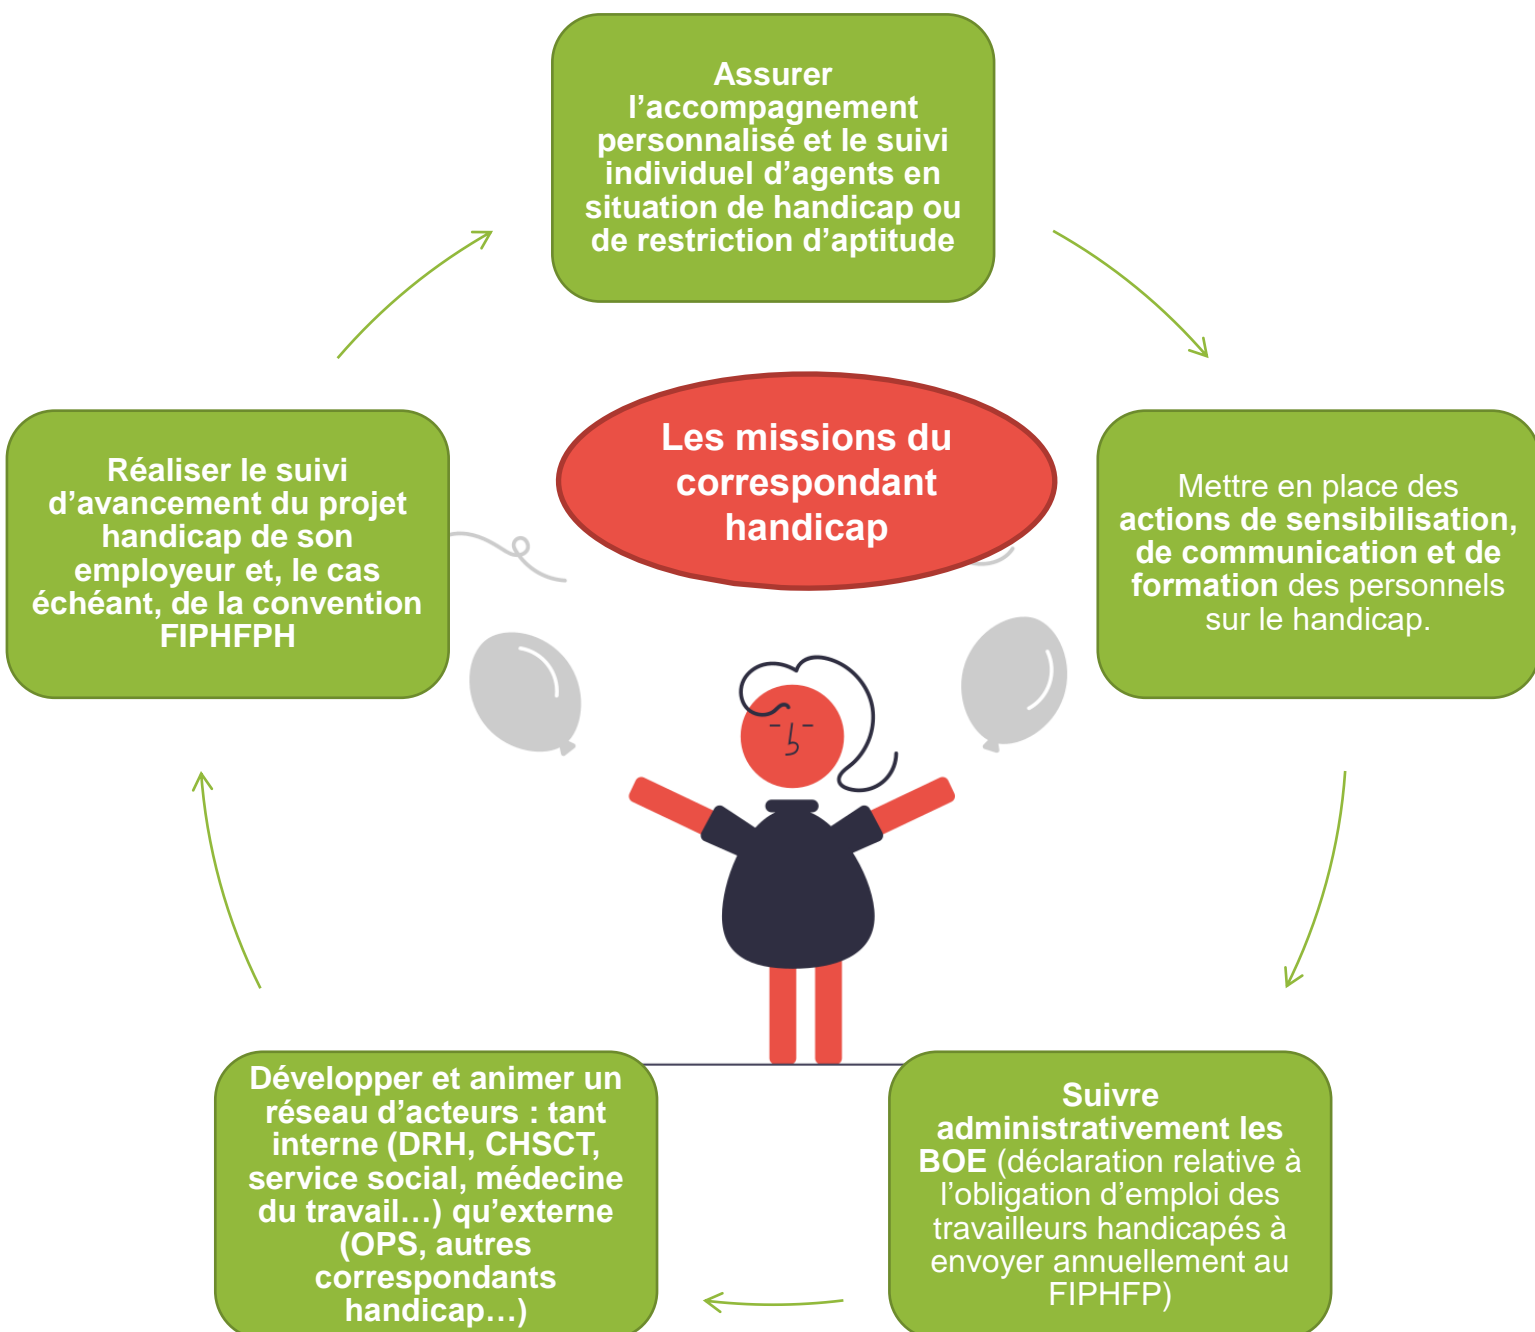 Assurer
l’accompagnement
personnalisé et le suivi
individuel d’agents en
situation de handicap ou
de restriction d’aptitude
Les missions du
correspondant
handicap
Mettre en place des
actions de sensibilisation,
de communication et de
formation des personnels
sur le handicap.
Suivre
administrativement les
BOE (déclaration relative à
l’obligation d’emploi des
travailleurs handicapés à
envoyer annuellement au
FIPHFP)
Développer et animer un
réseau d’acteurs : tant
interne (DRH, CHSCT,
service social, médecine
du travail…) qu’externe
(OPS, autres
correspondants
handicap…)
Réaliser le suivi
d’avancement du projet
handicap de son
employeur et, le cas
échéant, de la convention
FIPHFPH